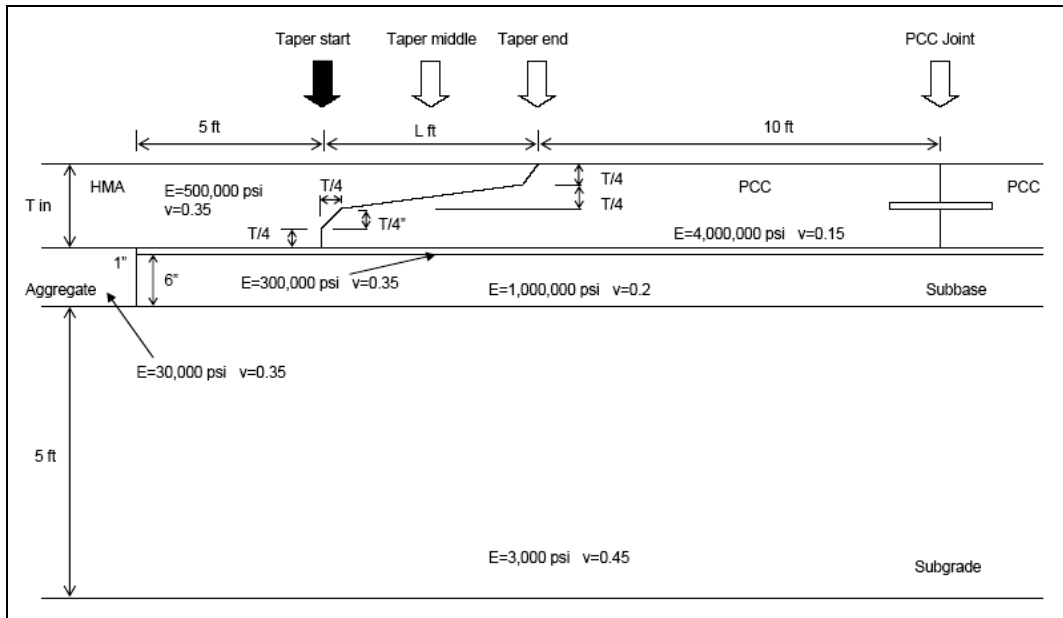 Taper start
Taper middle
Taper end
PCC Joint
5 ft
L ft
10 ft
T in
HMA
E=500,000 psi
v=0.35
T/4
T/4
T/4"
T/4
T/4
PCC
PCC
E=4,000,000 psi v=0.15
1"
6"
E=300,000 psi v=0.35
Aggregate
E=1,000,000 psi v=0.2
Subbase
E=30,000 psi v=0.35
5 ft
E=3,000 psi v=0.45
Subgrade